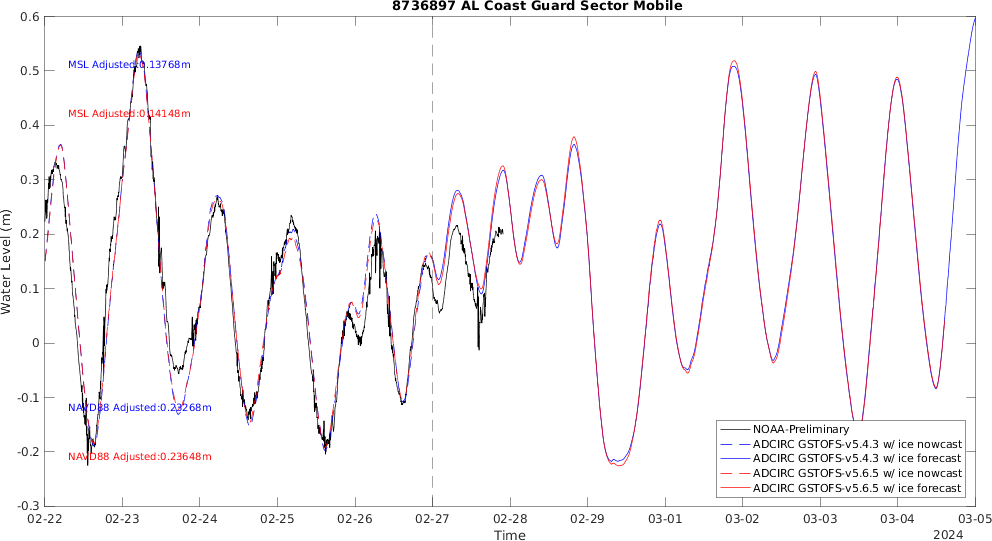 8736897 AL Coast Guard Sector Mobile
0.6
0.5
0.4
0.3
0.2
0.1
0
-0.1
-0.2
-0.3
Water Level (m)
MSL Adjusted:0.13768m
MSL Adjusted:0.14148m
NAVD88 Adjusted:0.23268m
NAVD88 Adjusted:0.23648m
NOAA-Preliminary
ADCIRC GSTOFS-v5.4.3 w/ ice nowcast
ADCIRC GSTOFS-v5.4.3 w/ ice forecast
ADCIRC GSTOFS-v5.6.5 w/ ice nowcast
ADCIRC GSTOFS-v5.6.5 w/ ice forecast
02-22 02-23 02-24 02-25 02-26 02-27 02-28 02-29 03-01 03-02 03-03 03-04 03-05
Time
2024